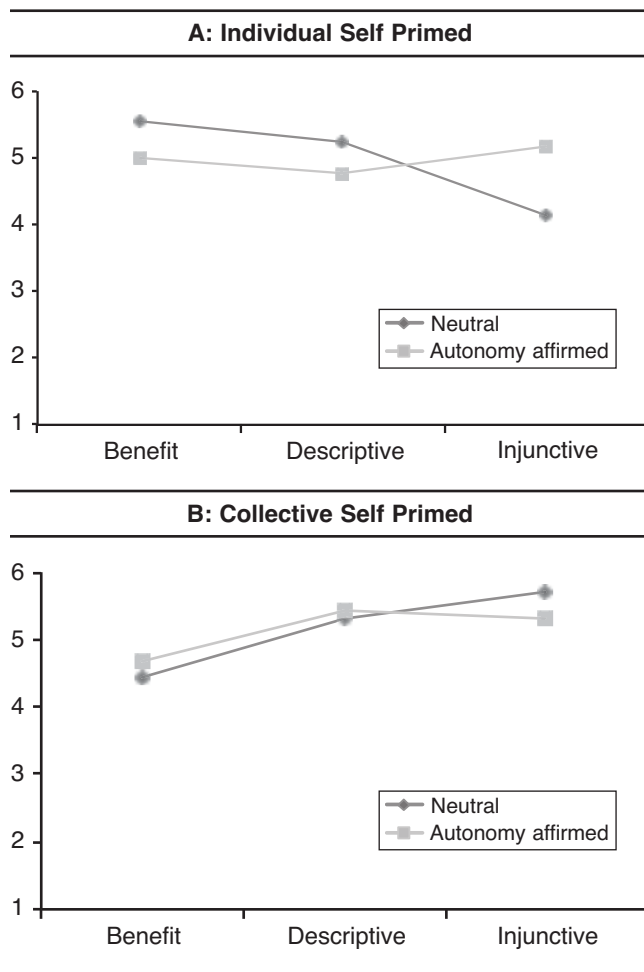 A: Individual Self Primed
6
5
4
3
2
1
Neutral
Autonomy affirmed
Benefit Descriptive Injunctive
B: Collective Self Primed
6
5
4
3
2
1
Neutral
Autonomy affirmed
Benefit Descriptive Injunctive